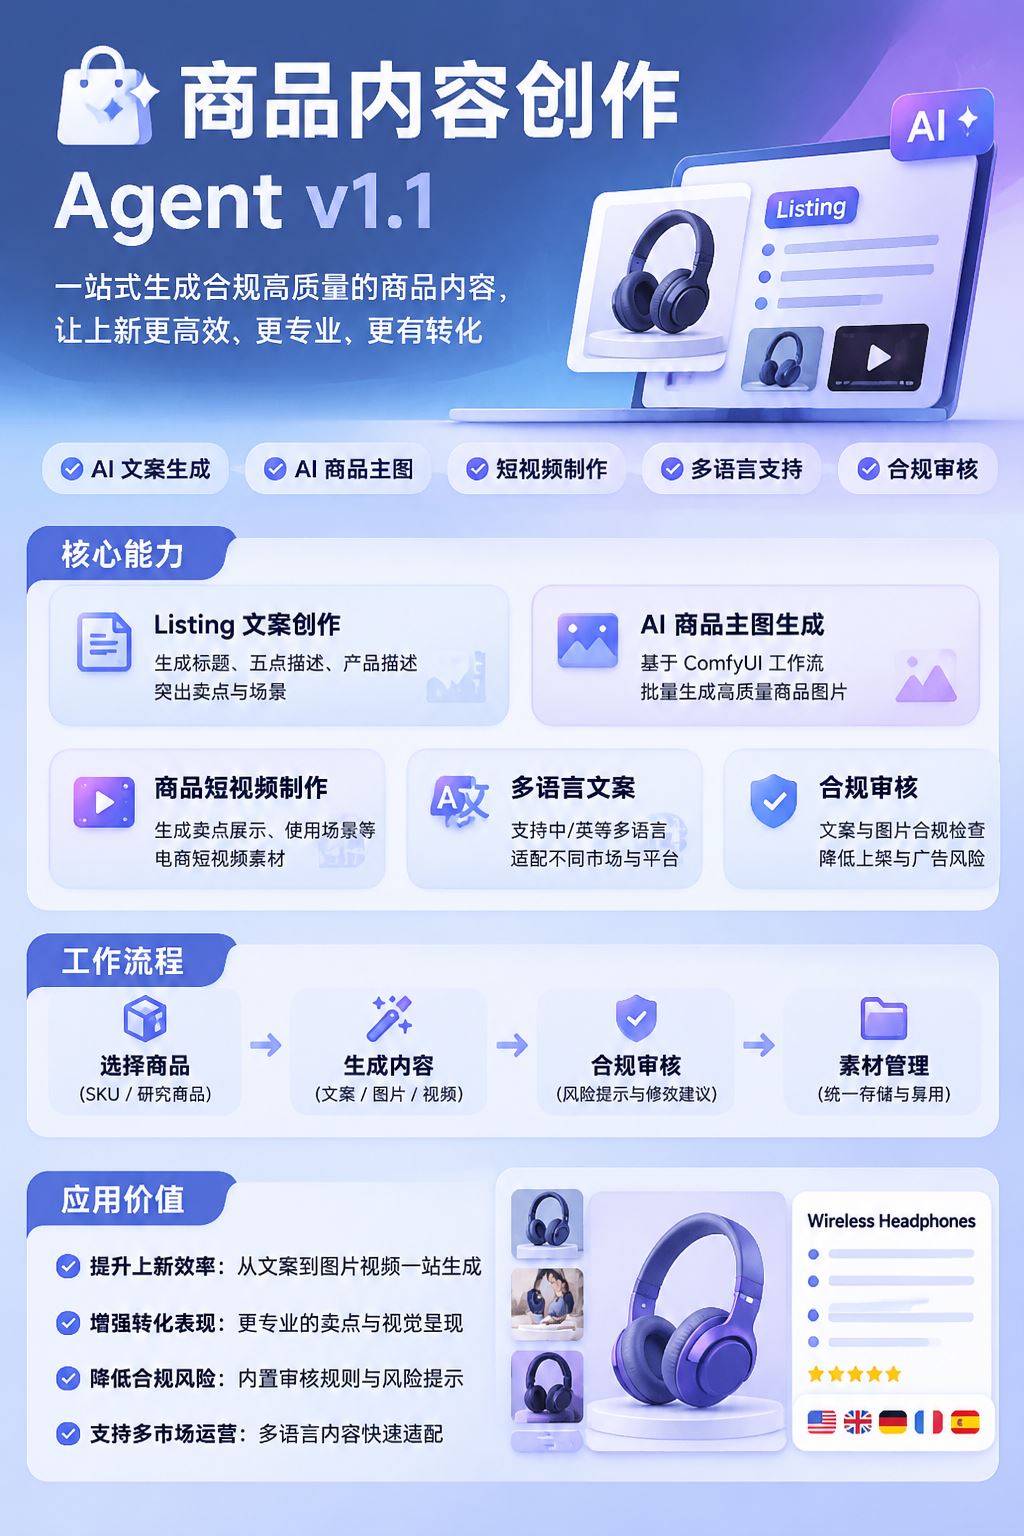 商品内容创作
Agent v1.1
一站式生成合规高质量的商品内容，
让上新更高效、更专业、更有转化
AI
Listing
AI 文案生成
AI 商品主图
短视频制作
多语言支持
合规审核
核心能力
Listing 文案创作
生成标题、五点描述、产品描述
突出卖点与场景
AI 商品主图生成
基于 ComfyUI 工作流
批量生成高质量商品图片
商品短视频制作
生成卖点展示、使用场景等
电商短视频素材
A文
多语言文案
支持中/英等多语言
适配不同市场与平台
合规审核
文案与图片合规检查
降低上架与广告风险
工作流程
选择商品
(SKU / 研究商品)
生成内容
(文案 / 图片 / 视频)
合规审核
(风险提示与修改建议)
素材管理
(统一存储与用)
应用价值
提升上新效率：从文案到图片视频一站生成
增强转化表现：更专业的卖点与视觉呈现
降低合规风险：内置审核规则与风险提示
支持多市场运营：多语言内容快速适配
Wireless Headphones